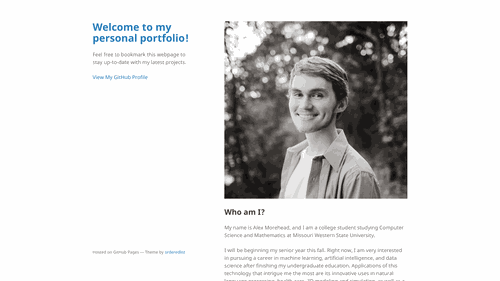 Welcome to my
personal portfolio!
Feel free to bookmark this webpage to
stay up-to-date with my latest projects.
View My GitHub Profile
Who am I?
My name is Alex Morehead, and I am a college student studying Computer
Science and Mathematics at Missouri Western State University.
I will be beginning my senior year this fall. Right now, I am very interested
in pursuing a career in machine learning, artificial intelligence, and data
science after finishing my undergraduate education. Applications of this
technology that intrigue me the most are its innovative uses in natural
Hosted on GitHub Pages — Theme by orderedlist